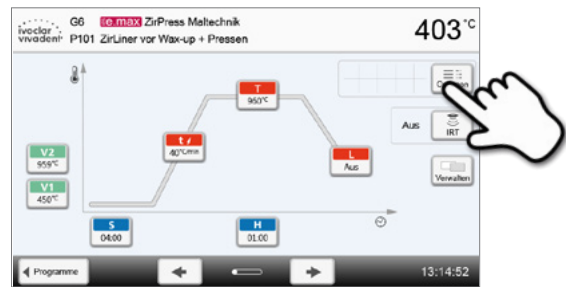 ivoclar
vivadent
G6 e.max ZirPress Maltechnik
P101 ZirLiner vor Wax-up + Pressen
403 °C
T
960°C
t
40°C/min
L
Aus
Aus
IRT
Verwalten
V2
959°C
V1
450°C
S
04:00
H
01:00
Programme
13:14:52